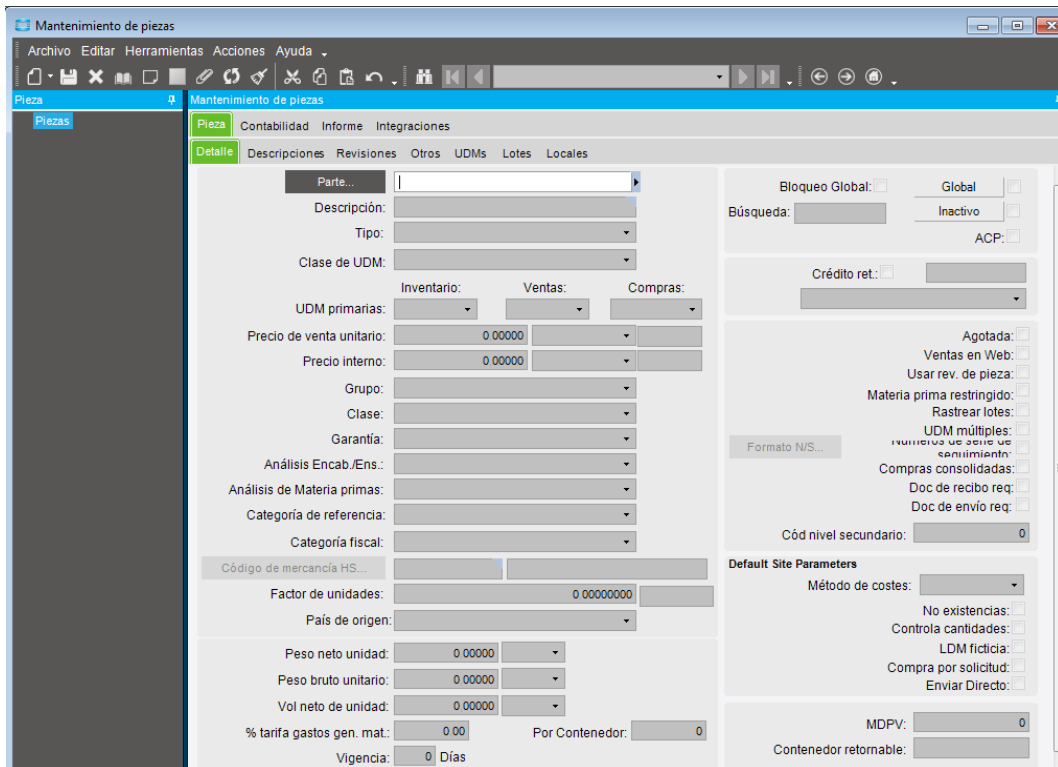 Mantenimiento de piezas
Archivo Editar Herramientas Acciones Ayuda
Pieza
Mantenimiento de piezas
Piezas
Pieza Contabilidad Informe Integraciones
Detalle Descripciones Revisiones Otros UDMs Lotes Locales
Parte...
Bloqueo Global:
Global
Descripción:
Búsqueda:
Inactivo
Tipo:
ACP:
Clase de UDM:
Crédito ret.:
Inventario: Ventas: Compras:
UDM primarias:
Precio de venta unitario: 0.00000
Agotada:
Precio interno: 0.00000
Ventas en Web:
Usar rev. de pieza:
Grupo:
Materia prima restringido:
Clase:
Rastrear lotes:
Garantía:
UDM múltiples:
Formato N/S...
Números de serie de
seguimiento:
Análisis Encab./Ens.:
Compras consolidadas:
Análisis de Materia primas:
Doc de recibo req:
Categoría de referencia:
Doc de envío req:
Categoría fiscal:
Cód nivel secundario: 0
Código de mercancía HS...
Default Site Parameters
Factor de unidades: 0.00000000
Método de costes:
País de origen:
No existencias:
Controla cantidades:
Peso neto unidad: 0.00000
LDM ficticia:
Peso bruto unitario: 0.00000
Compra por solicitud:
Enviar Directo:
Vol neto de unidad: 0.00000
% tarifa gastos gen. mat.: 0.00
Por Contenedor: 0
MDPV: 0
Vigencia: 0 Días
Contenedor retornable: